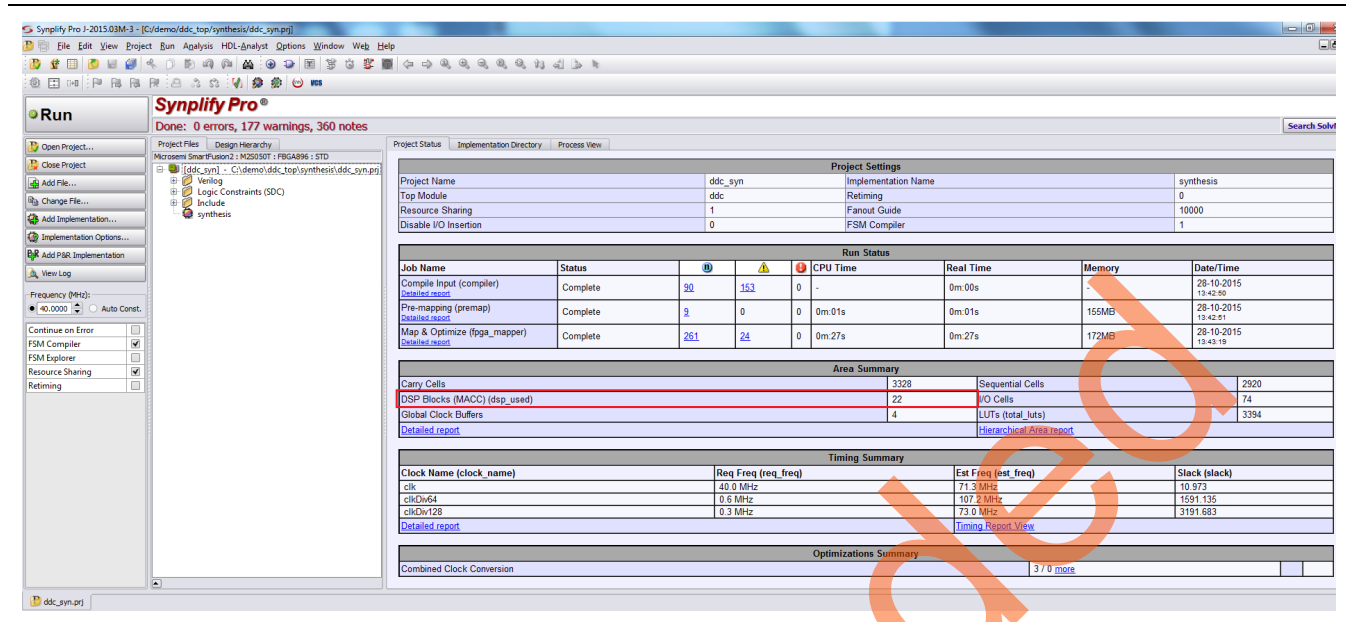 Synplify Pro J-2015.03M-3 - [C:/demo/ddc_top/synthesis/ddc_syn.prj]
File Edit View Project Run Analysis HDL-Analyst Options Window Web Help
VCS
Run
Synplify Pro®
Done: 0 errors, 177 warnings, 360 notes
Search SolvN
Open Project...
Close Project
Add File...
Change File...
Add Implementation...
Implementation Options...
Add P&R Implementation
View Log
Frequency (MHz):
40.0000 Auto Const.
Continue on Error
FSM Compiler
FSM Explorer
Resource Sharing
Retiming
Project Files Design Hierarchy
Microsemi SmartFusion2 : M2S050T : FBGA896 : STD
[ddc_syn] - C:\demo\ddc_top\synthesis\ddc_syn.prj
Verilog
Logic Constraints (SDC)
Include
synthesis
Project Status Implementation Directory Process View
Project Settings
Project Name ddc_syn Implementation Name synthesis
Top Module ddc Retiming 0
Resource Sharing 1 Fanout Guide 10000
Disable I/O Insertion 0 FSM Compiler 1
Run Status
Job Name Status CPU Time Real Time Memory Date/Time
Compile Input (compiler) Complete 90 153 0 - 0m:00s - 28-10-2015
Detailed report 13:42:50
Pre-mapping (premap) Complete 9 0 0 0m:01s 0m:01s 155MB 28-10-2015
Detailed report 13:42:51
Map & Optimize (fpga_mapper) Complete 261 24 0 0m:27s 0m:27s 172MB 28-10-2015
Detailed report 13:43:19
Area Summary
Carry Cells 3328 Sequential Cells 2920
DSP Blocks (MACC) (dsp_used) 22 I/O Cells 74
Global Clock Buffers 4 LUTs (total_luts) 3394
Detailed report Hierarchical Area report
Timing Summary
Clock Name (clock_name) Req Freq (req_freq) Est Freq (est_freq) Slack (slack)
clk 40.0 MHz 71.3 MHz 10.973
clkDiv64 0.6 MHz 107.2 MHz 1591.135
clkDiv128 0.3 MHz 73.0 MHz 3191.683
Detailed report Timing Report View
Optimizations Summary
Combined Clock Conversion 3 / 0 more
ddc_syn.prj
ded